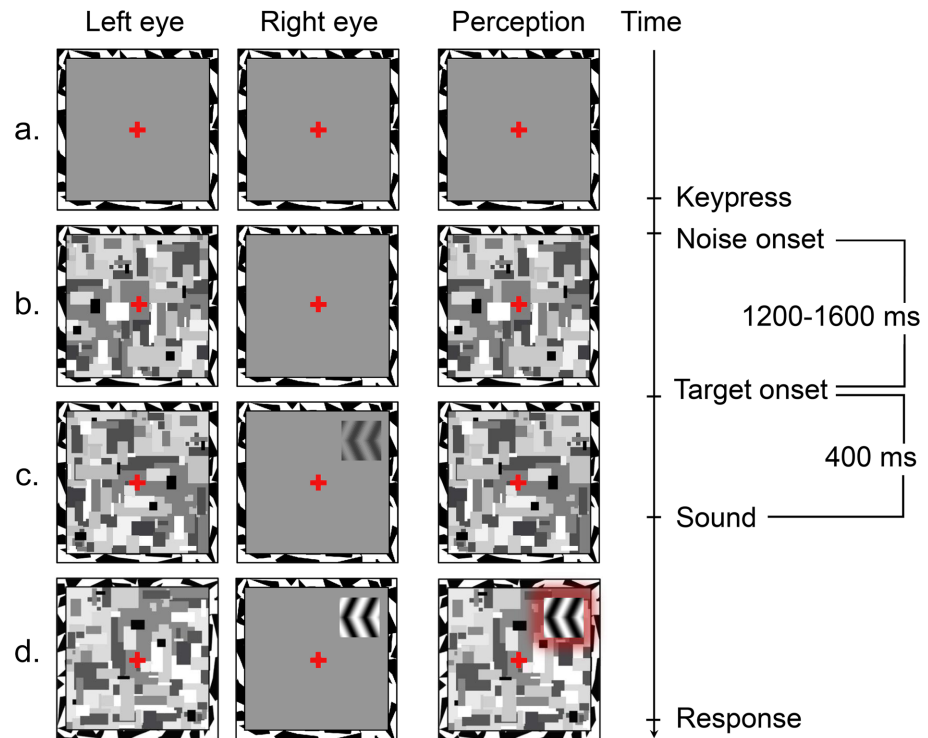 Left eye Right eye Perception Time
a.
Keypress
Noise onset
b.
1200-1600 ms
Target onset
400 ms
c.
Sound
d.
Response